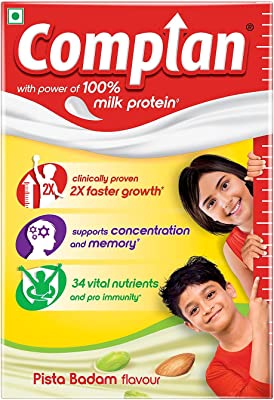 Complan®
with power of 100%
milk protein◊
2X
clinically proven
2X faster growth*
supports concentration
and memory+
34 vital nutrients
and pro immunity^
Pista Badam flavour